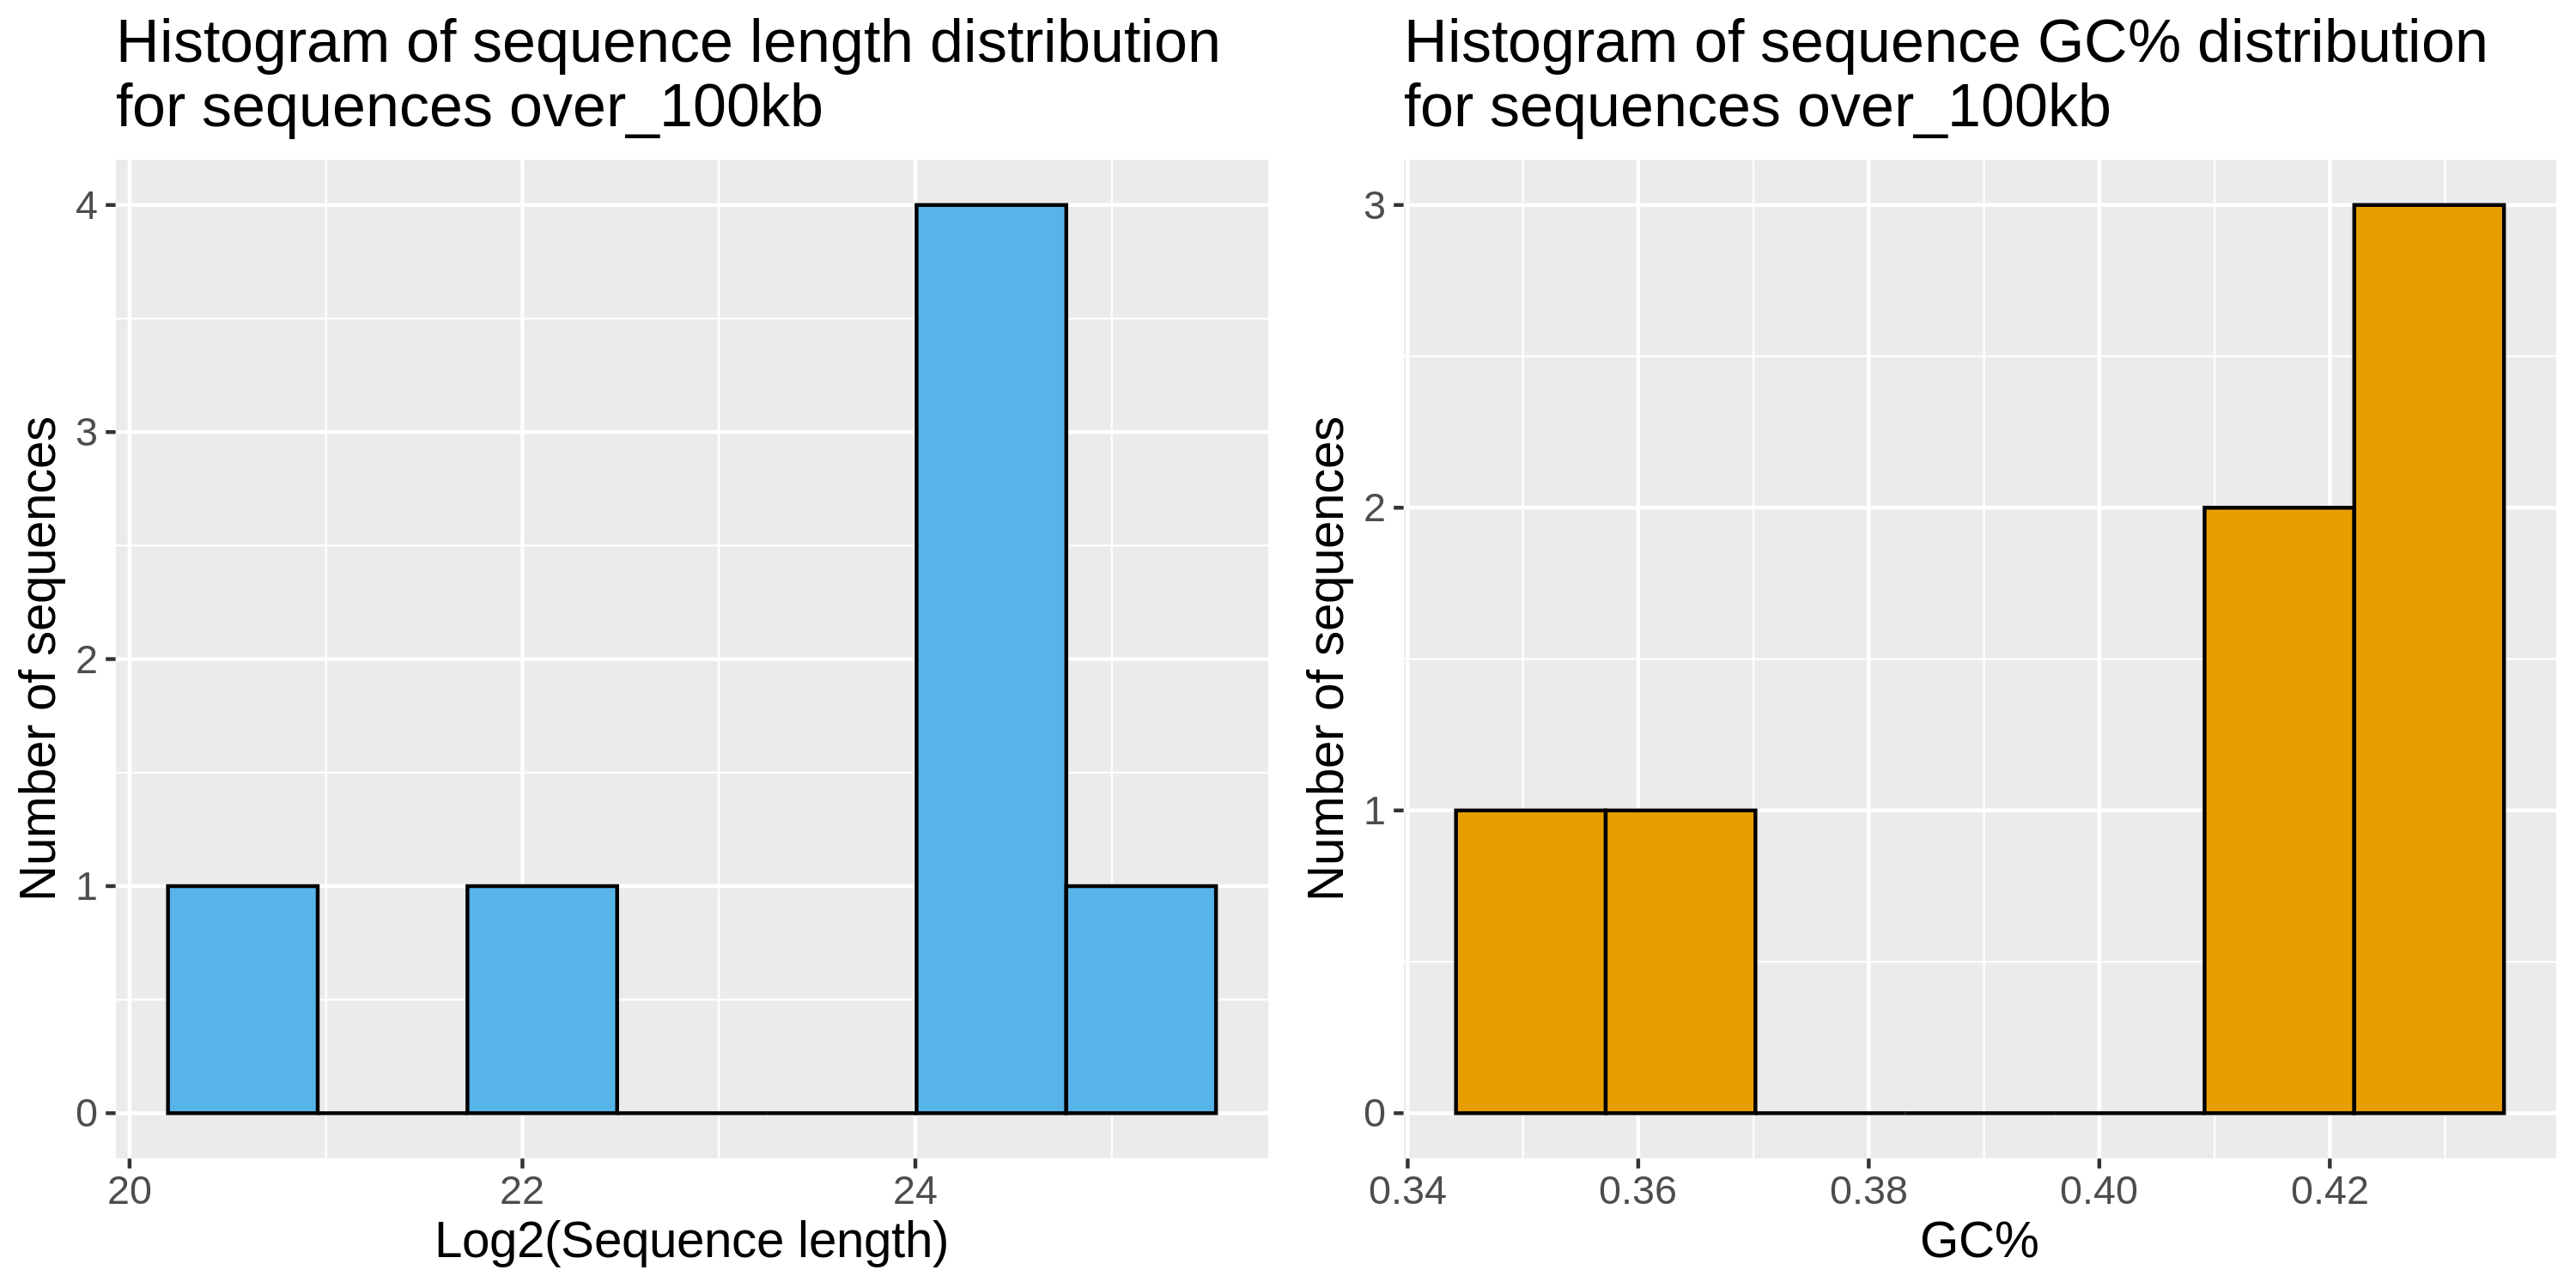 Histogram of sequence length distribution
for sequences over_100kb
Number of sequences
4
3
2
1
0
20
22
24
Log2(Sequence length)
Histogram of sequence GC% distribution
for sequences over_100kb
Number of sequences
3
2
1
0
0.34
0.36
0.38
0.40
0.42
GC%